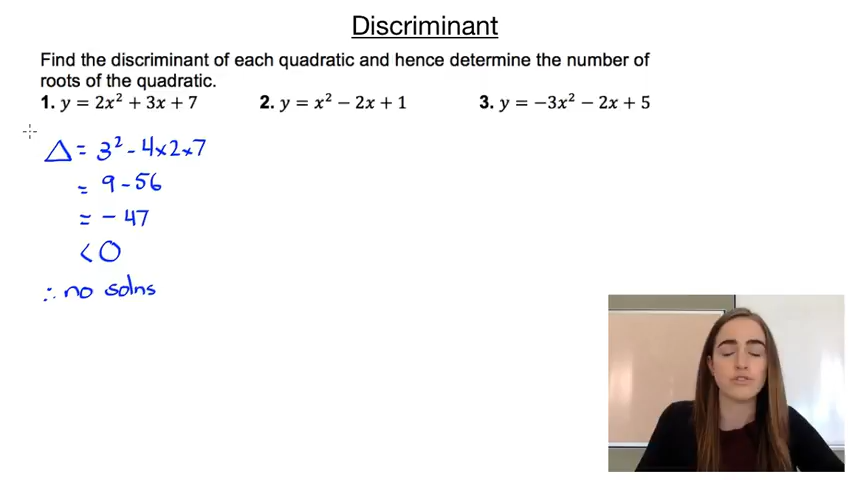 Discriminant
Find the discriminant of each quadratic and hence determine the number of
roots of the quadratic.
1. y = 2x² + 3x + 7 2. y = x² − 2x + 1 3. y = −3x² − 2x + 5
△ = 3² - 4×2×7
= 9 - 56
= - 47
< 0
∴ no solns